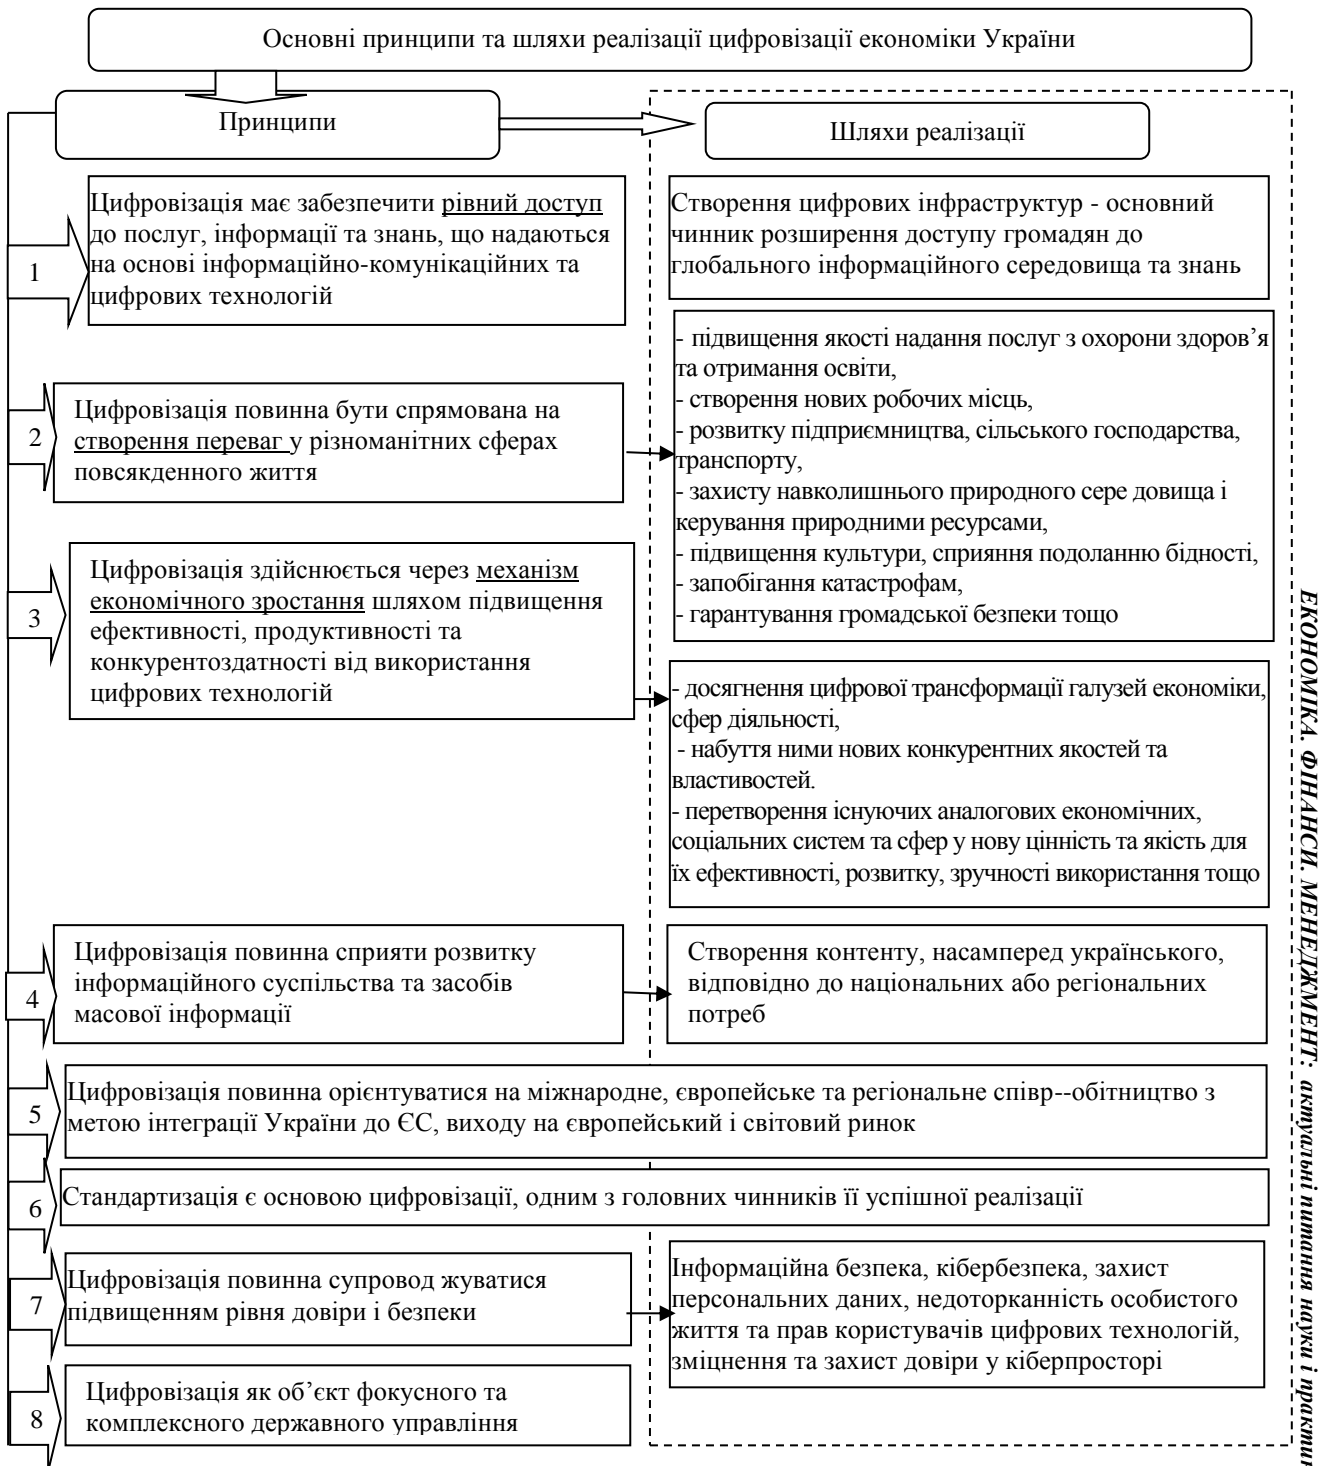 Основні принципи та шляхи реалізації цифровізації економіки України
Принципи
Шляхи реалізації
1
Цифровізація має забезпечити рівний доступ
до послуг, інформації та знань, що надаються
на основі інформаційно-комунікаційних та
цифрових технологій
Створення цифрових інфраструктур - основний
чинник розширення доступу громадян до
глобального інформаційного середовища та знань
2
Цифровізація повинна бути спрямована на
створення переваг у різноманітних сферах
повсякденного життя
- підвищення якості надання послуг з охорони здоров’я
та отримання освіти,
- створення нових робочих місць,
- розвитку підприємництва, сільського господарства,
транспорту,
- захисту навколишнього природного сере довища і
керування природними ресурсами,
- підвищення культури, сприяння подоланню бідності,
- запобігання катастрофам,
- гарантування громадської безпеки тощо
3
Цифровізація здійснюється через механізм
економічного зростання шляхом підвищення
ефективності, продуктивності та
конкурентоздатності від використання
цифрових технологій
- досягнення цифрової трансформації галузей економіки,
сфер діяльності,
- набуття ними нових конкурентних якостей та
властивостей.
- перетворення існуючих аналогових економічних,
соціальних систем та сфер у нову цінність та якість для
їх ефективності, розвитку, зручності використання тощо
4
Цифровізація повинна сприяти розвитку
інформаційного суспільства та засобів
масової інформації
Створення контенту, насамперед українського,
відповідно до національних або регіональних
потреб
5
Цифровізація повинна орієнтуватися на міжнародне, європейське та регіональне співр--обітництво з
метою інтеграції України до ЄС, виходу на європейський і світовий ринок
6
Стандартизація є основою цифровізації, одним з головних чинників її успішної реалізації
7
Цифровізація повинна супровод жуватися
підвищенням рівня довіри і безпеки
Інформаційна безпека, кібербезпека, захист
персональних даних, недоторканність особистого
життя та прав користувачів цифрових технологій,
зміцнення та захист довіри у кіберпросторі
8
Цифровізація як об’єкт фокусного та
комплексного державного управління
ЕКОНОМІКА. ФІНАНСИ. МЕНЕДЖМЕНТ: актуальні питання науки і практики